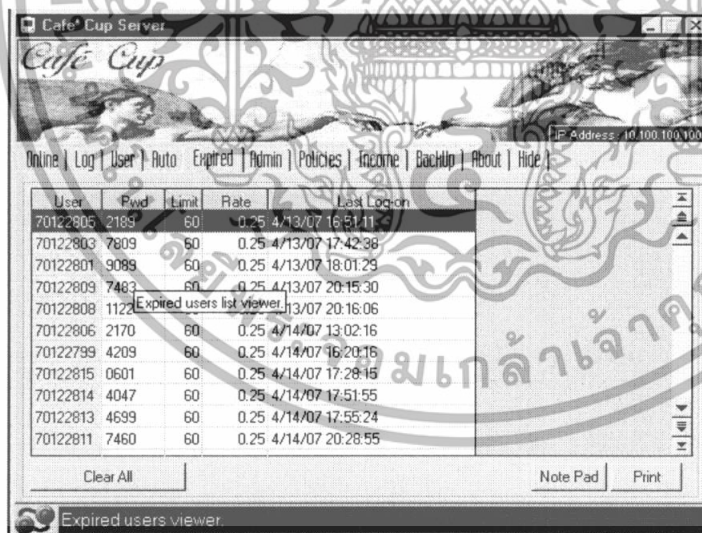 Cafe* Cup Server
Café Cup
IP Address : 10.100.100.100
Online | Log | User | Auto Expired | Admin | Policies | Income | BackUp | About | Hide
User Pwd Limit Rate Last Log-on
70122805 2189 60 0.25 4/13/07 16:51:11
70122803 7809 60 0.25 4/13/07 17:42:38
70122801 9089 60 0.25 4/13/07 18:01:29
70122809 7483 60 0.25 4/13/07 20:15:30
70122808 1122 /13/07 20:16:06
Expired users list viewer.
70122806 2170 60 0.25 4/14/07 13:02:16
70122799 4209 60 0.25 4/14/07 16:20:16
70122815 0601 60 0.25 4/14/07 17:28:15
70122814 4047 60 0.25 4/14/07 17:51:55
70122813 4699 60 0.25 4/14/07 17:55:24
70122811 7460 60 0.25 4/14/07 20:28:55
Clear All Note Pad Print
Expired users viewer.